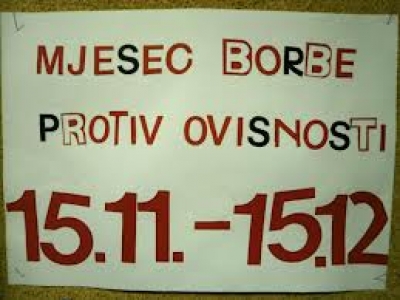 MJESEC BORBE
PROTIV OVISNOSTI
15.11.-15.12